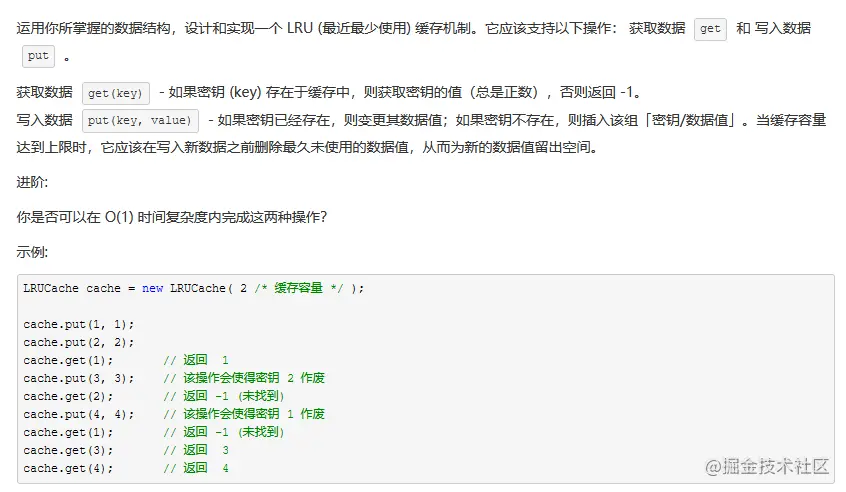 运用你所掌握的数据结构，设计和实现一个 LRU (最近最少使用) 缓存机制。它应该支持以下操作： 获取数据 get 和 写入数据
put 。
获取数据 get(key) - 如果密钥 (key) 存在于缓存中，则获取密钥的值（总是正数），否则返回 -1。
写入数据 put(key, value) - 如果密钥已经存在，则变更其数据值；如果密钥不存在，则插入该组「密钥/数据值」。当缓存容量
达到上限时，它应该在写入新数据之前删除最久未使用的数据值，从而为新的数据值留出空间。
进阶:
你是否可以在 O(1) 时间复杂度内完成这两种操作？
示例:
LRUCache cache = new LRUCache( 2 /* 缓存容量 */ );
cache.put(1, 1);
cache.put(2, 2);
cache.get(1);       // 返回  1
cache.put(3, 3);    // 该操作会使得密钥 2 作废
cache.get(2);       // 返回 -1 (未找到)
cache.put(4, 4);    // 该操作会使得密钥 1 作废
cache.get(1);       // 返回 -1 (未找到)
cache.get(3);       // 返回  3
cache.get(4);       // 返回  4
@掘金技术社区